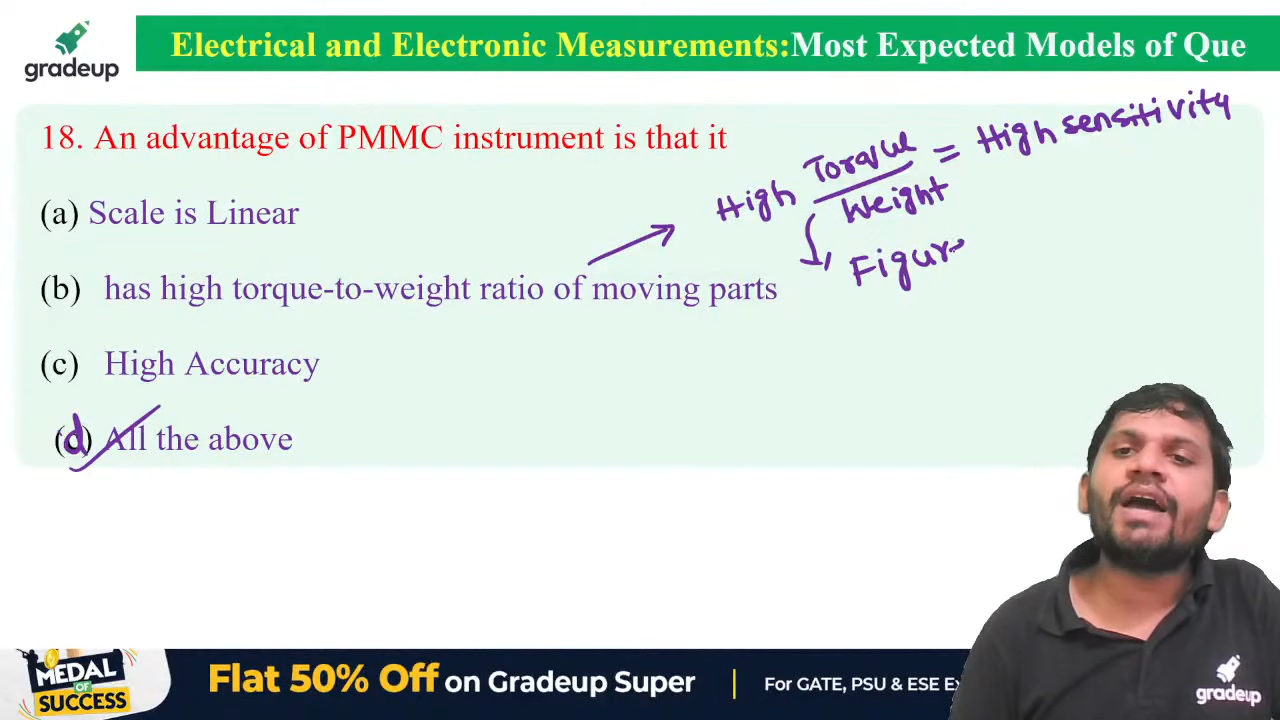 gradeup
Electrical and Electronic Measurements:Most Expected Models of Que
18. An advantage of PMMC instrument is that it
(a) Scale is Linear
(b) has high torque-to-weight ratio of moving parts
(c) High Accuracy
(d) All the above
High Torque = High sensitivity
Weight
Figur
MEDAL
OF
SUCCESS
Flat 50% Off on Gradeup Super
For GATE, PSU & ESE Ex
gradeup